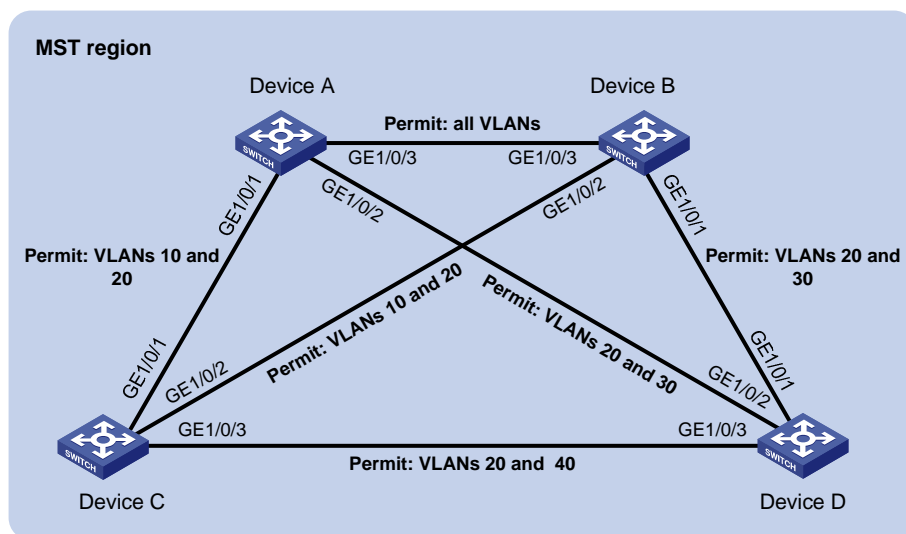 MST region
Device A
Device B
Permit: all VLANs
SWITCH
GE1/0/3
GE1/0/3
SWITCH
GE1/0/1
GE1/0/2
GE1/0/2
GE1/0/1
Permit: VLANs 10 and
20
Permit: VLANs 10 and 20
Permit: VLANs 20 and 30
Permit: VLANs 20 and
30
GE1/0/1
GE1/0/2
GE1/0/2
GE1/0/1
SWITCH
GE1/0/3
GE1/0/3
SWITCH
Permit: VLANs 20 and  40
Device C
Device D